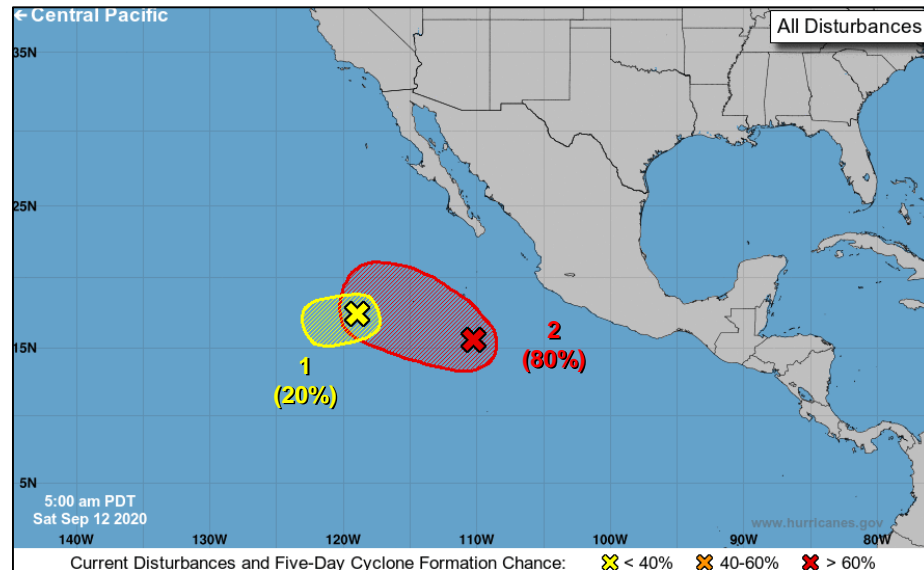 ← Central Pacific
All Disturbances
35N
25N
15N
5N
1
(20%)
2
(80%)
5:00 am PDT
Sat Sep 12 2020
www.hurricanes.gov
140W 130W 120W 110W 100W 90W 80W
Current Disturbances and Five-Day Cyclone Formation Chance: < 40% 40-60% > 60%